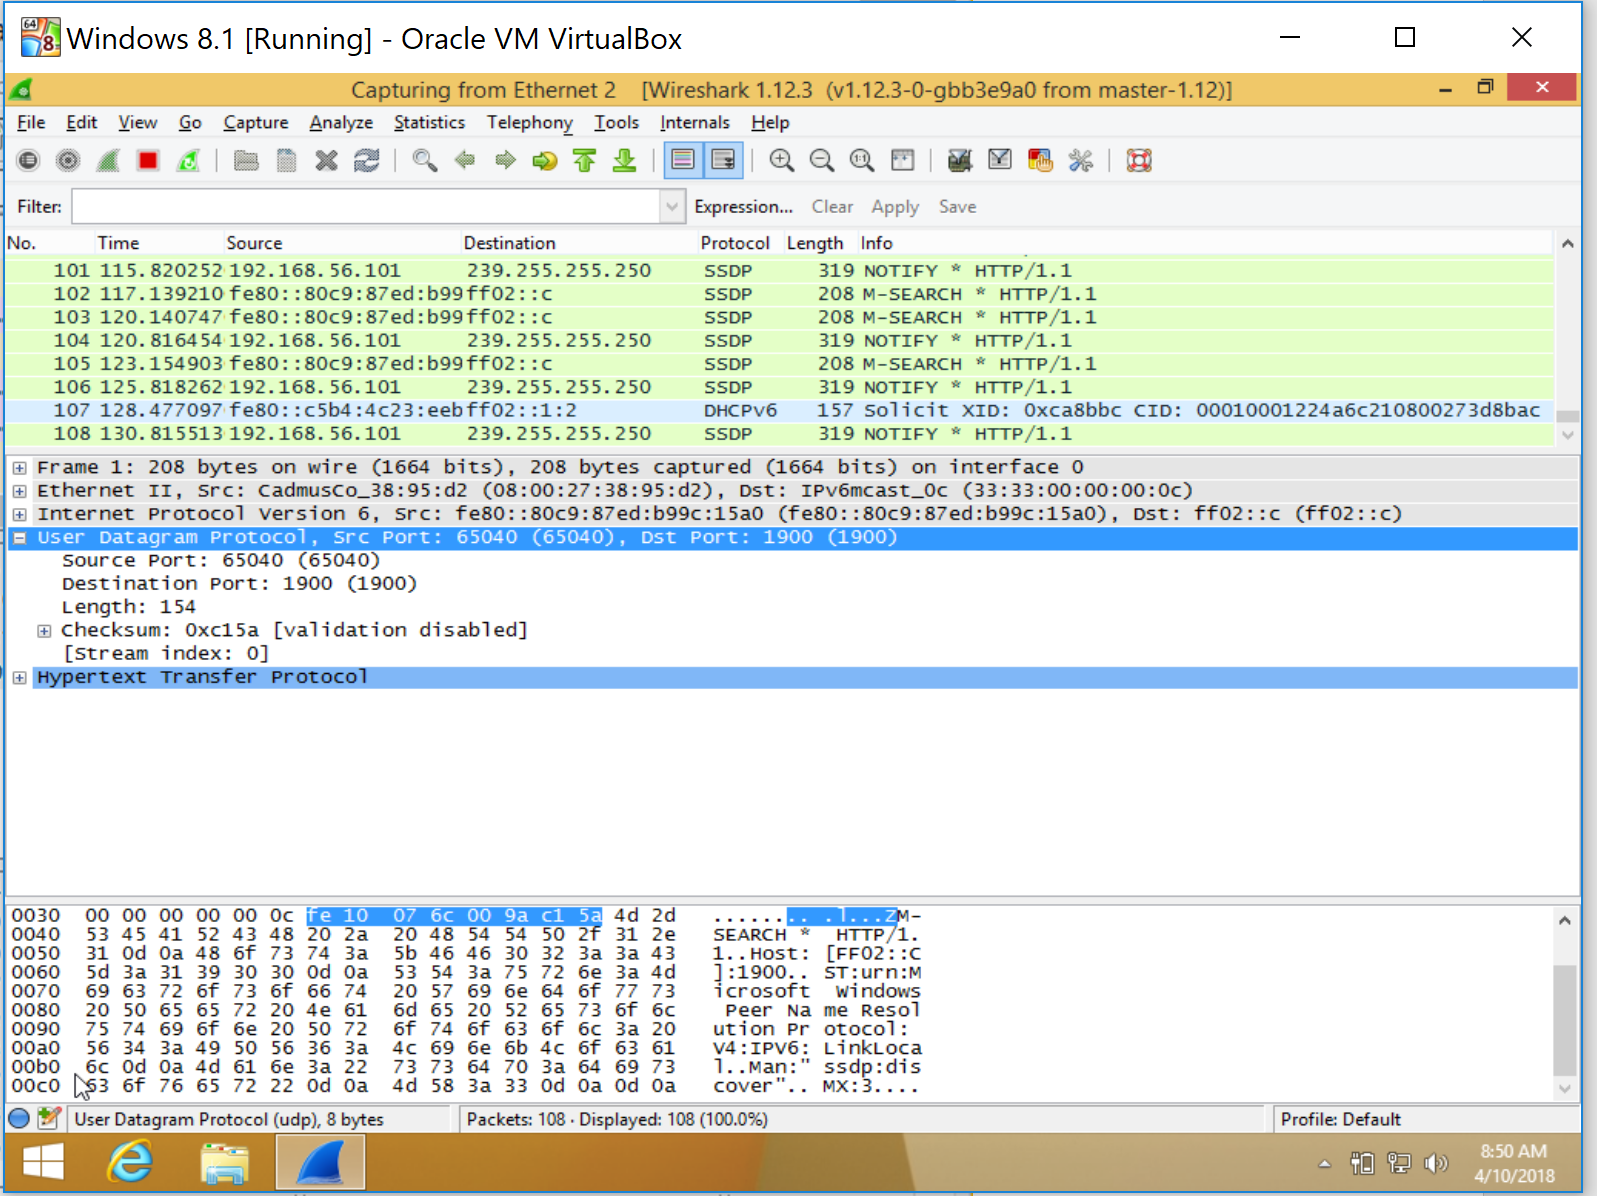 Windows 8.1 [Running] - Oracle VM VirtualBox
Capturing from Ethernet 2 [Wireshark 1.12.3 (v1.12.3-0-gbb3e9a0 from master-1.12)]
File Edit View Go Capture Analyze Statistics Telephony Tools Internals Help
Filter: Expression... Clear Apply Save
No. Time Source Destination Protocol Length Info
101 115.820252 192.168.56.101 239.255.255.250 SSDP 319 NOTIFY * HTTP/1.1
102 117.139210 fe80::80c9:87ed:b99 ff02::c SSDP 208 M-SEARCH * HTTP/1.1
103 120.140747 fe80::80c9:87ed:b99 ff02::c SSDP 208 M-SEARCH * HTTP/1.1
104 120.816454 192.168.56.101 239.255.255.250 SSDP 319 NOTIFY * HTTP/1.1
105 123.154903 fe80::80c9:87ed:b99 ff02::c SSDP 208 M-SEARCH * HTTP/1.1
106 125.818262 192.168.56.101 239.255.255.250 SSDP 319 NOTIFY * HTTP/1.1
107 128.477097 fe80::c5b4:4c23:eeb ff02::1:2 DHCPv6 157 Solicit XID: 0xca8bbc CID: 00010001224a6c210800273d8bac
108 130.815513 192.168.56.101 239.255.255.250 SSDP 319 NOTIFY * HTTP/1.1
Frame 1: 208 bytes on wire (1664 bits), 208 bytes captured (1664 bits) on interface 0
Ethernet II, Src: CadmusCo_38:95:d2 (08:00:27:38:95:d2), Dst: IPv6mcast_0c (33:33:00:00:00:0c)
Internet Protocol Version 6, Src: fe80::80c9:87ed:b99c:15a0 (fe80::80c9:87ed:b99c:15a0), Dst: ff02::c (ff02::c)
User Datagram Protocol, Src Port: 65040 (65040), Dst Port: 1900 (1900)
Source Port: 65040 (65040)
Destination Port: 1900 (1900)
Length: 154
Checksum: 0xc15a [validation disabled]
[Stream index: 0]
Hypertext Transfer Protocol
0030 00 00 00 00 00 0c fe 10 07 6c 00 9a c1 5a 4d 2d ........ .l...ZM-
0040 53 45 41 52 43 48 20 2a 20 48 54 54 50 2f 31 2e SEARCH * HTTP/1.
0050 31 0d 0a 48 6f 73 74 3a 5b 46 46 30 32 3a 3a 43 1..Host: [FF02::C
0060 5d 3a 31 39 30 30 0d 0a 53 54 3a 75 72 6e 3a 4d ]:1900.. ST:urn:M
0070 69 63 72 6f 73 6f 66 74 20 57 69 6e 64 6f 77 73 icrosoft Windows
0080 20 50 65 65 72 20 4e 61 6d 65 20 52 65 73 6f 6c Peer Na me Resol
0090 75 74 69 6f 6e 20 50 72 6f 74 6f 63 6f 6c 3a 20 ution Pr otocol:
00a0 56 34 3a 49 50 56 36 3a 4c 69 6e 6b 4c 6f 63 61 V4:IPV6: LinkLoca
00b0 6c 0d 0a 4d 61 6e 3a 22 73 73 64 70 3a 64 69 73 l..Man:" ssdp:dis
00c0 63 6f 76 65 72 22 0d 0a 4d 58 3a 33 0d 0a 0d 0a cover".. MX:3....
User Datagram Protocol (udp), 8 bytes Packets: 108 · Displayed: 108 (100.0%) Profile: Default
8:50 AM
4/10/2018